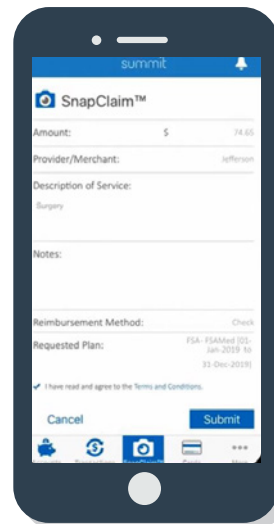 summit
SnapClaim™
Amount: $ 74.65
Provider/Merchant: Jefferson
Description of Service:
Surgery
Notes:
Reimbursement Method: Check
Requested Plan: FSA- FSAMed [01-
Jan-2019 to
31-Dec-2019]
✓ I have read and agree to the Terms and Conditions.
Cancel Submit